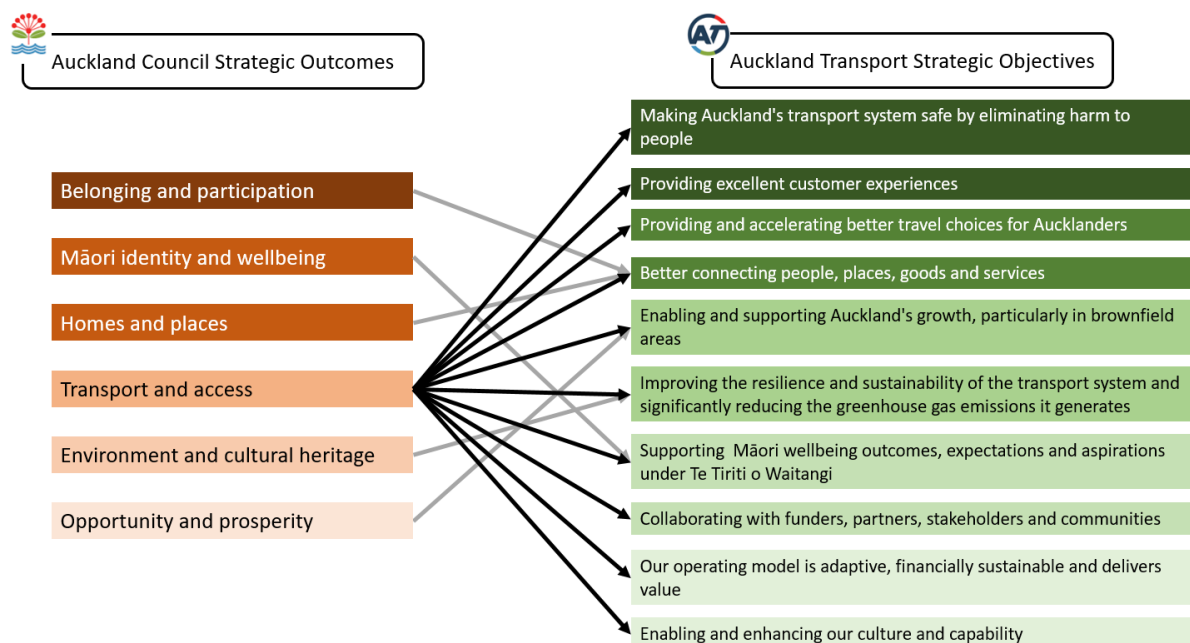 Auckland Council Strategic Outcomes
AT
Auckland Transport Strategic Objectives
Belonging and participation
Māori identity and wellbeing
Homes and places
Transport and access
Environment and cultural heritage
Opportunity and prosperity
Making Auckland's transport system safe by eliminating harm to
people
Providing excellent customer experiences
Providing and accelerating better travel choices for Aucklanders
Better connecting people, places, goods and services
Enabling and supporting Auckland's growth, particularly in brownfield
areas
Improving the resilience and sustainability of the transport system and
significantly reducing the greenhouse gas emissions it generates
Supporting Māori wellbeing outcomes, expectations and aspirations
under Te Tiriti o Waitangi
Collaborating with funders, partners, stakeholders and communities
Our operating model is adaptive, financially sustainable and delivers
value
Enabling and enhancing our culture and capability